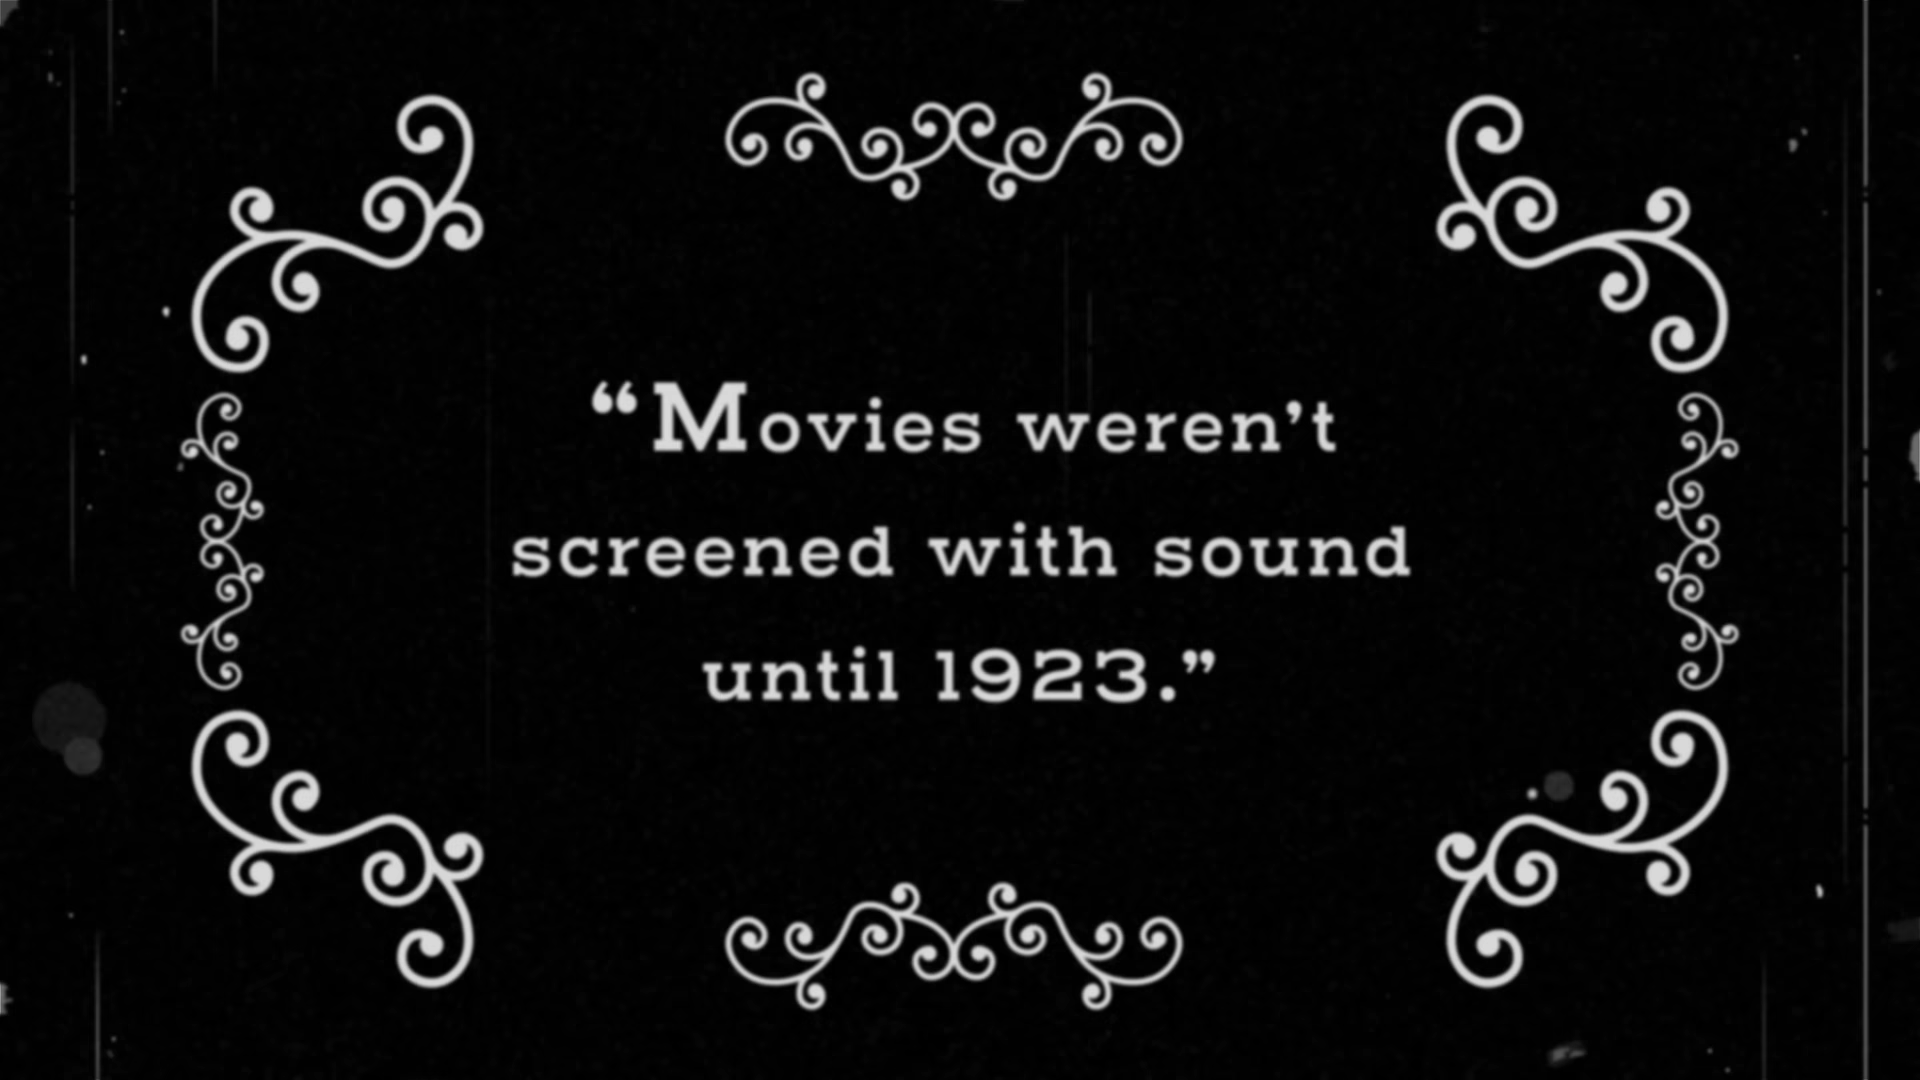 “Movies weren’t
screened with sound
until 1923.”